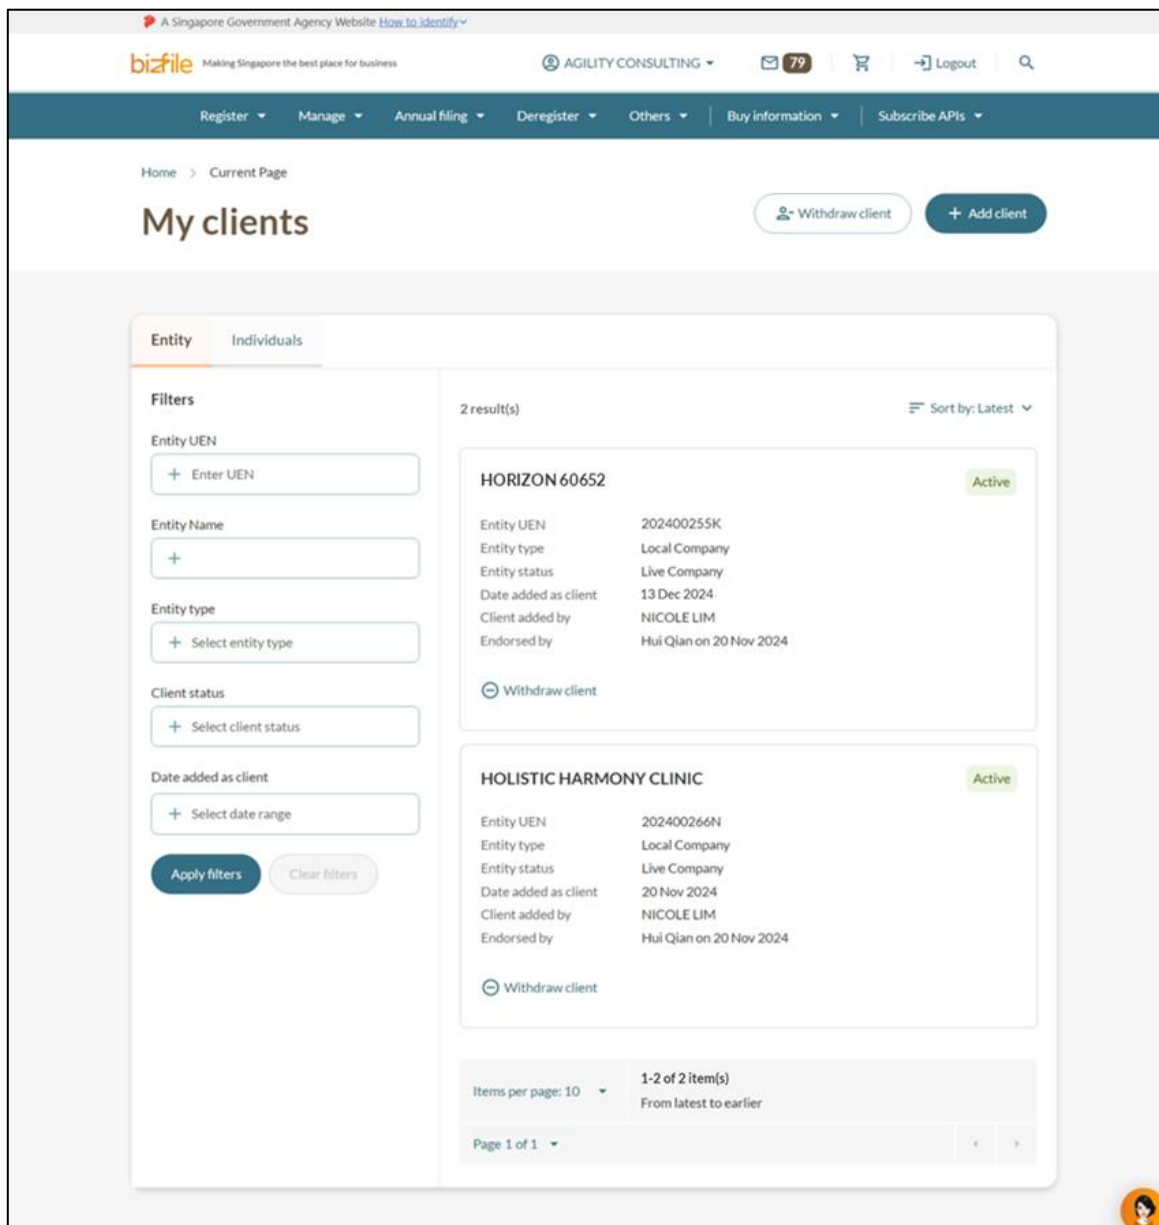 A Singapore Government Agency Website How to identify
bizfile Making Singapore the best place for business AGILITY CONSULTING 79 Logout
Register Manage Annual filing Deregister Others Buy information Subscribe APIs
Home > Current Page
My clients
Withdraw client + Add client
Entity Individuals
Filters
Entity UEN
+ Enter UEN
Entity Name
+
Entity type
+ Select entity type
Client status
+ Select client status
Date added as client
+ Select date range
Apply filters Clear filters
2 result(s) Sort by: Latest
HORIZON 60652 Active
Entity UEN 202400255K
Entity type Local Company
Entity status Live Company
Date added as client 13 Dec 2024
Client added by NICOLE LIM
Endorsed by Hui Qian on 20 Nov 2024
Withdraw client
HOLISTIC HARMONY CLINIC Active
Entity UEN 202400266N
Entity type Local Company
Entity status Live Company
Date added as client 20 Nov 2024
Client added by NICOLE LIM
Endorsed by Hui Qian on 20 Nov 2024
Withdraw client
Items per page: 10 1-2 of 2 item(s)
From latest to earlier
Page 1 of 1